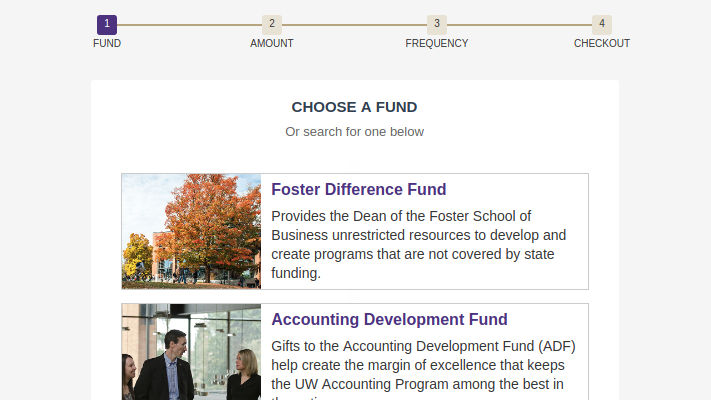 1
2
3
4
FUND
AMOUNT
FREQUENCY
CHECKOUT
CHOOSE A FUND
Or search for one below
Foster Difference Fund
Provides the Dean of the Foster School of
Business unrestricted resources to develop and
create programs that are not covered by state
funding.
Accounting Development Fund
Gifts to the Accounting Development Fund (ADF)
help create the margin of excellence that keeps
the UW Accounting Program among the best in